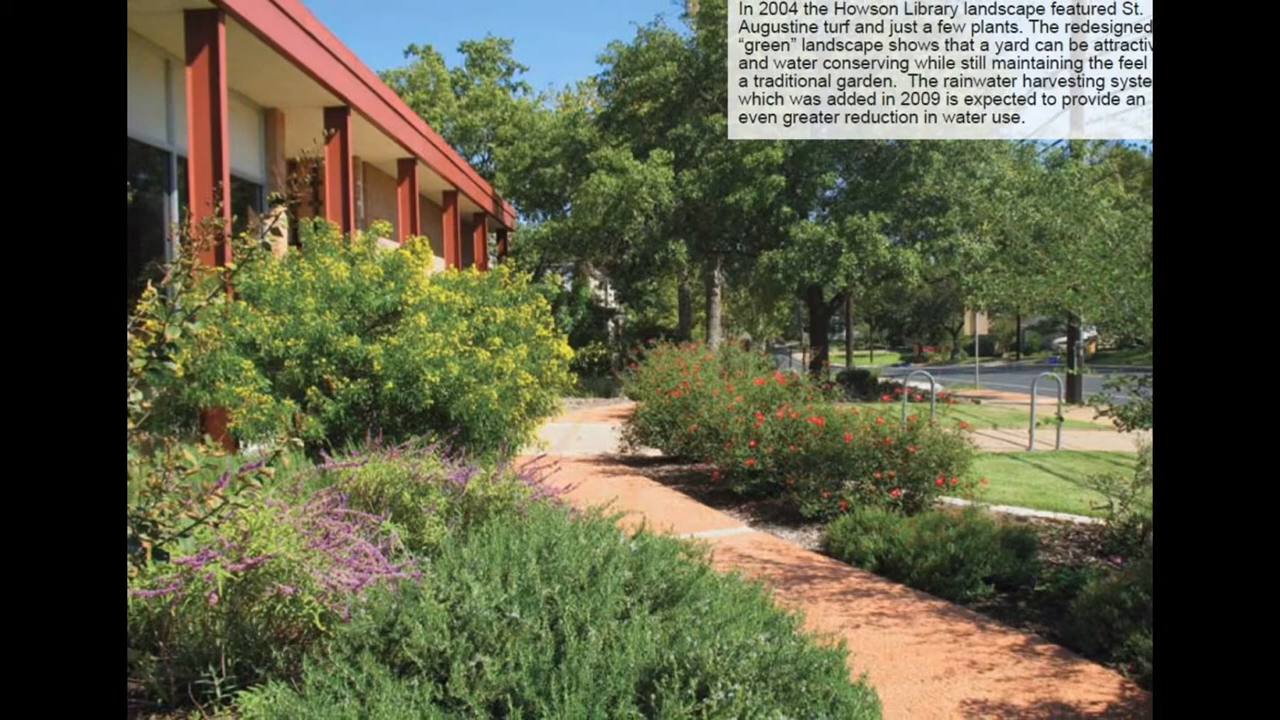 In 2004 the Howson Library landscape featured St.
Augustine turf and just a few plants. The redesigned
“green” landscape shows that a yard can be attractiv
and water conserving while still maintaining the feel
a traditional garden.  The rainwater harvesting syste
which was added in 2009 is expected to provide an
even greater reduction in water use.